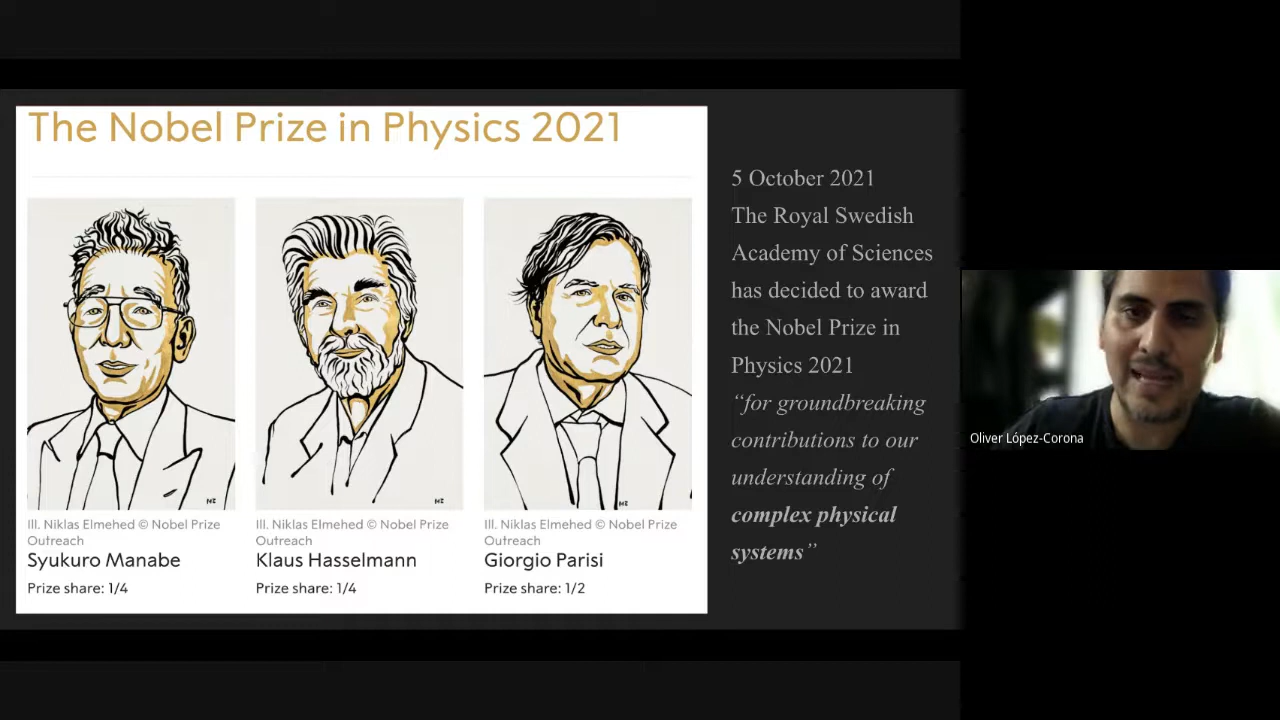 The Nobel Prize in Physics 2021
Ill. Niklas Elmehed © Nobel Prize
Outreach
Syukuro Manabe
Prize share: 1/4
Ill. Niklas Elmehed © Nobel Prize
Outreach
Klaus Hasselmann
Prize share: 1/4
Ill. Niklas Elmehed © Nobel Prize
Outreach
Giorgio Parisi
Prize share: 1/2
5 October 2021
The Royal Swedish
Academy of Sciences
has decided to award
the Nobel Prize in
Physics 2021
“for groundbreaking
contributions to our
understanding of
complex physical
systems”
Oliver López-Corona